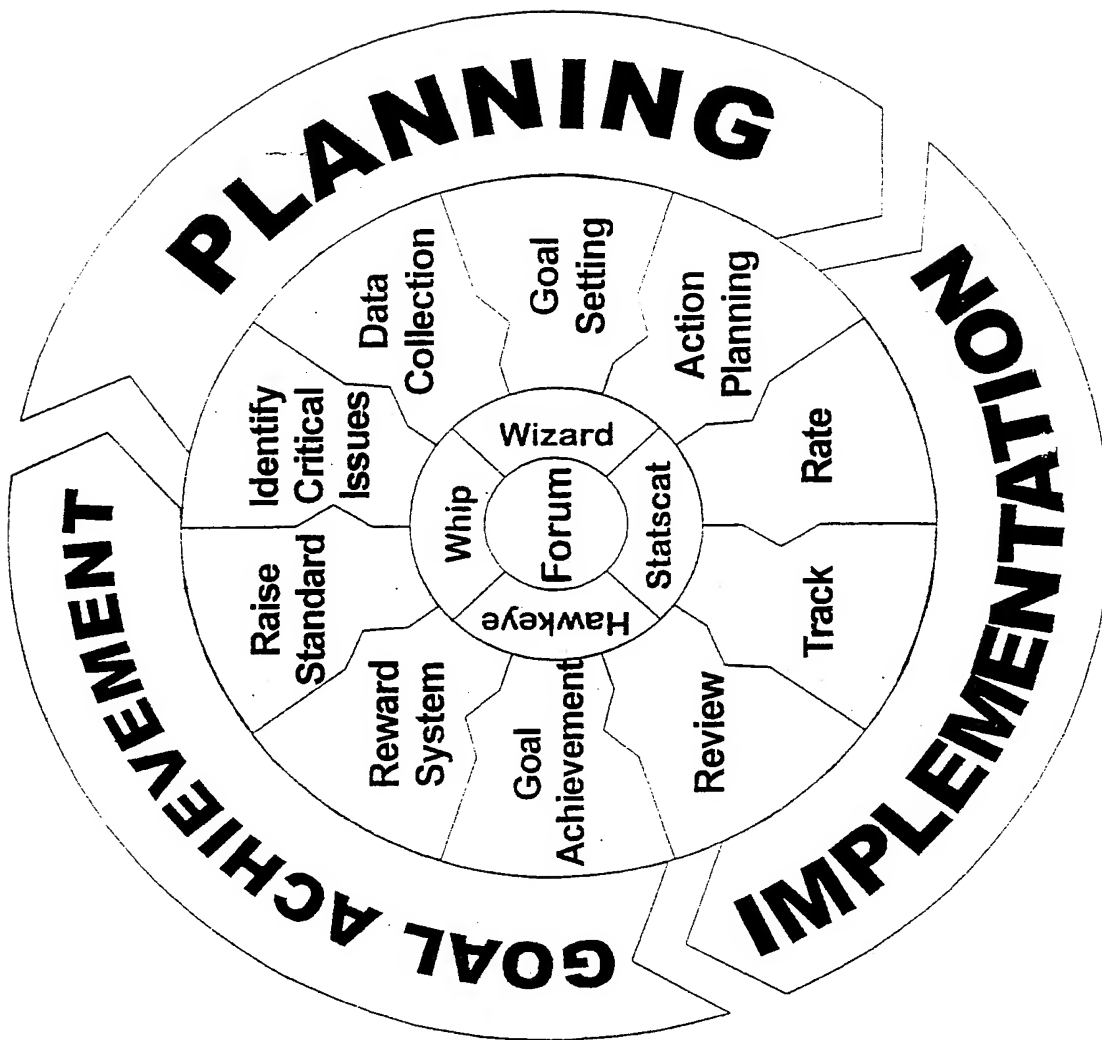 PLANNING
IMPLEMENTATION
GOAL ACHIEVEMENT
Identify
Critical
Issues
Data
Collection
Goal
Setting
Action
Planning
Rate
Track
Review
Goal
Achievement
Reward
System
Raise
Standard
Whip
Wizard
Statscat
Hawkeye
Forum